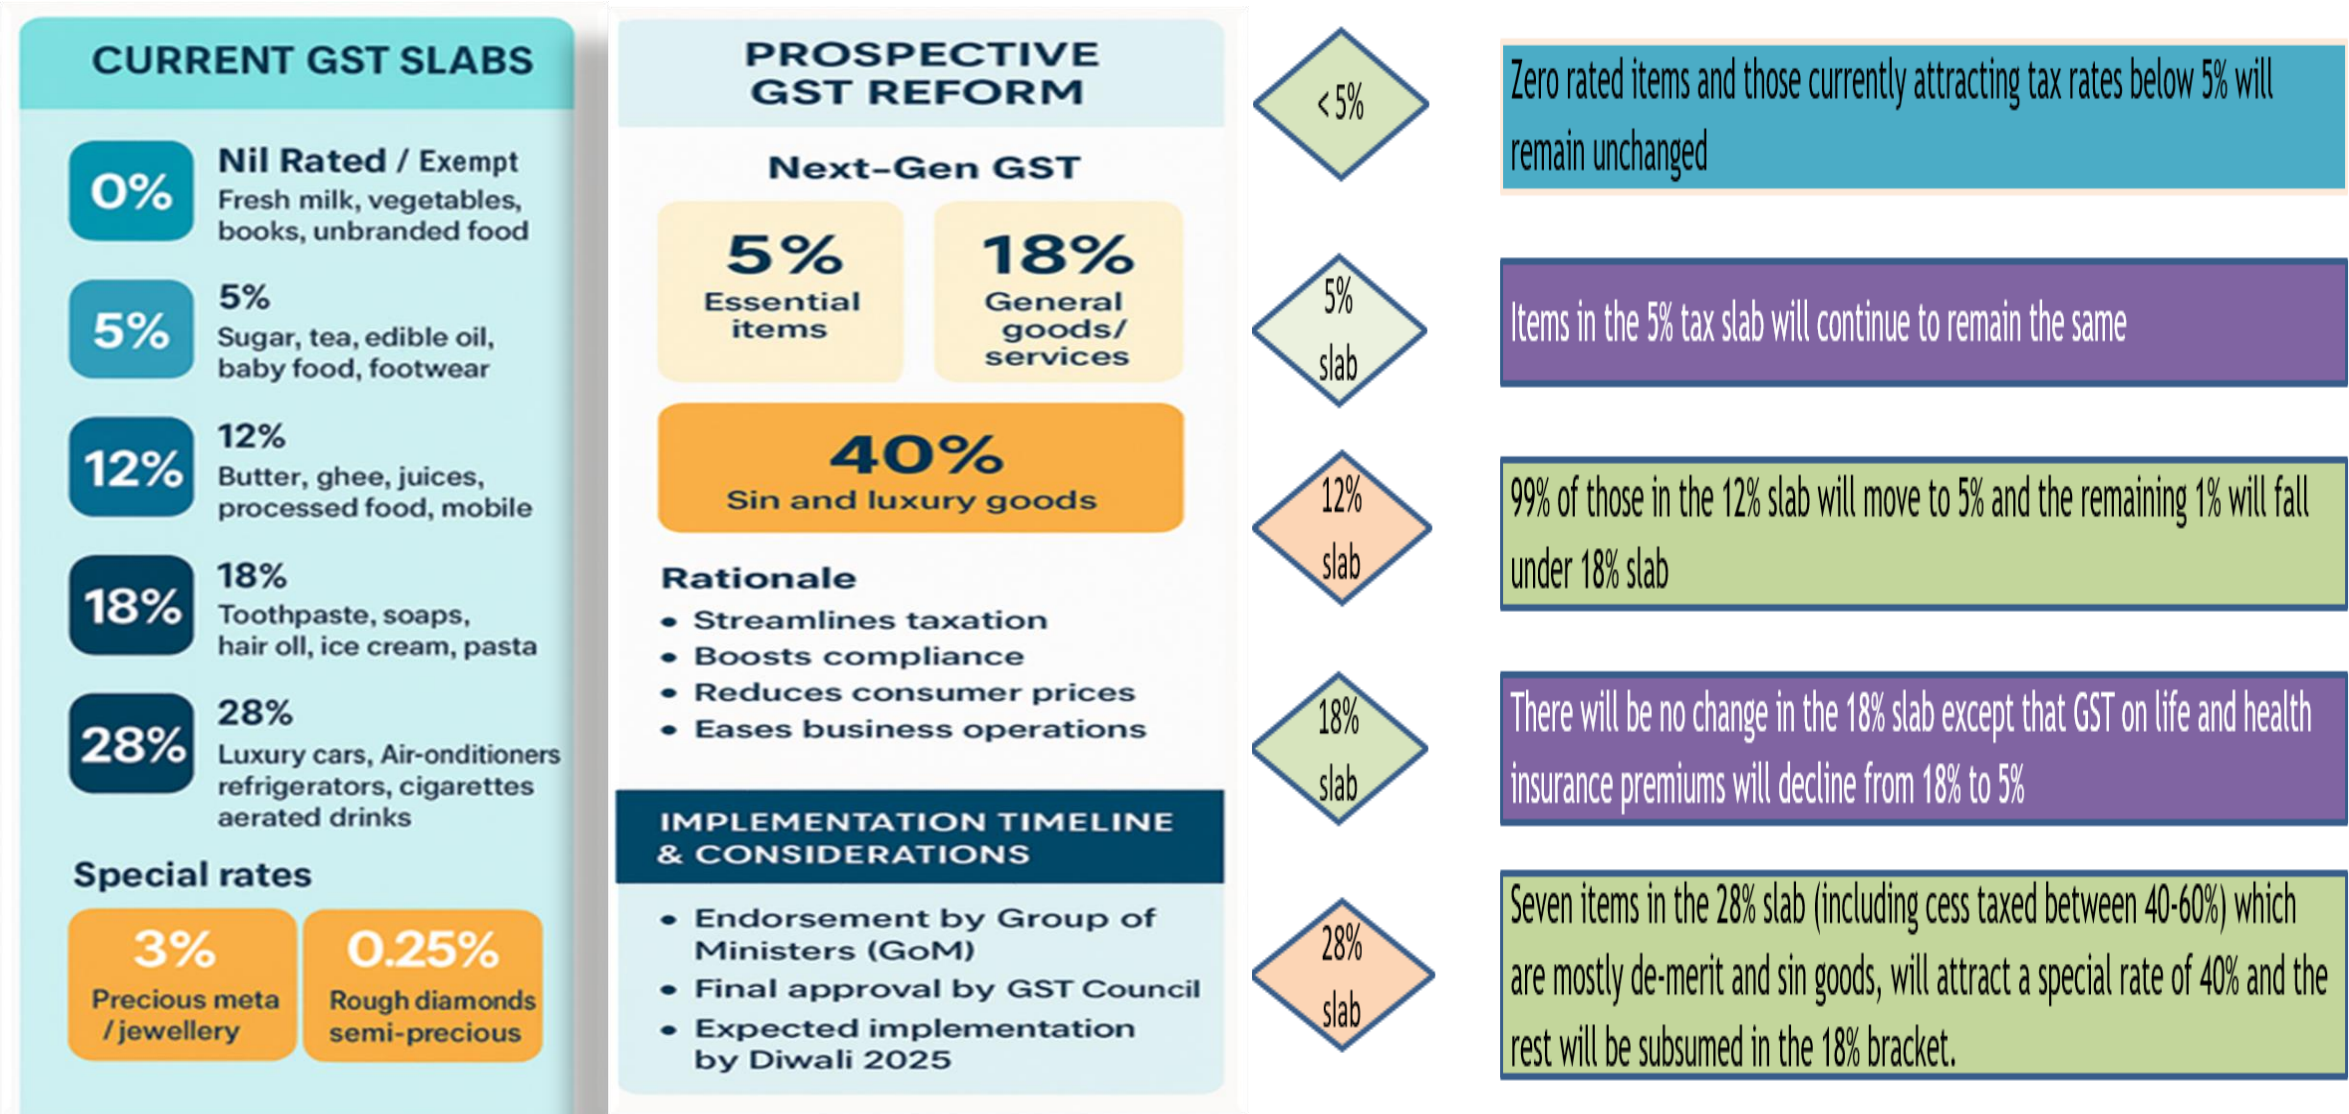 CURRENT GST SLABS
0%
Nil Rated / Exempt
Fresh milk, vegetables,
books, unbranded food
5%
5%
Sugar, tea, edible oil,
baby food, footwear
12%
12%
Butter, ghee, juices,
processed food, mobile
18%
18%
Toothpaste, soaps,
hair oll, ice cream, pasta
28%
28%
Luxury cars, Air-onditioners
refrigerators, cigarettes
aerated drinks
Special rates
3%
Precious meta
/ jewellery
0.25%
Rough diamonds
semi-precious
PROSPECTIVE
GST REFORM
Next-Gen GST
5%
Essential
items
18%
General
goods/
services
40%
Sin and luxury goods
Rationale
• Streamlines taxation
• Boosts compliance
• Reduces consumer prices
• Eases business operations
IMPLEMENTATION TIMELINE
& CONSIDERATIONS
• Endorsement by Group of
Ministers (GoM)
• Final approval by GST Council
• Expected implementation
by Diwali 2025
< 5%
Zero rated items and those currently attracting tax rates below 5% will
remain unchanged
5%
slab
Items in the 5% tax slab will continue to remain the same
12%
slab
99% of those in the 12% slab will move to 5% and the remaining 1% will fall
under 18% slab
18%
slab
There will be no change in the 18% slab except that GST on life and health
insurance premiums will decline from 18% to 5%
28%
slab
Seven items in the 28% slab (including cess taxed between 40-60%) which
are mostly de-merit and sin goods, will attract a special rate of 40% and the
rest will be subsumed in the 18% bracket.